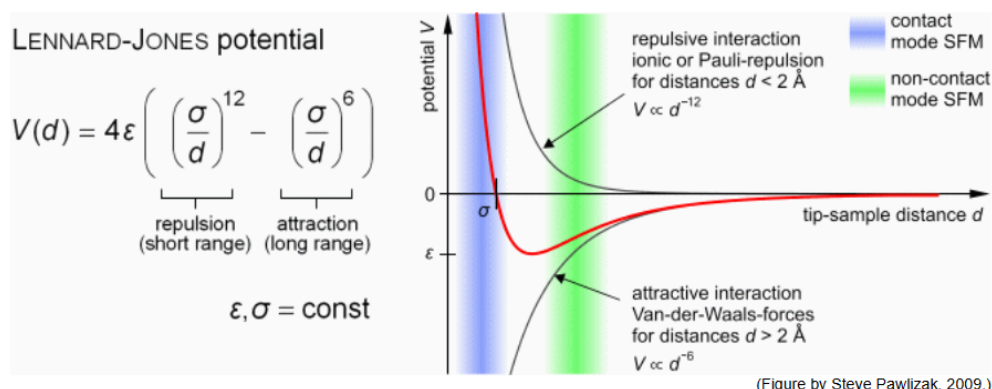 LENNARD-JONES potential
V(d) = 4ε ( (σ/d)^12 − (σ/d)^6 )
repulsion
(short range)
attraction
(long range)
ε,σ = const
potential V
0
σ
ε
tip-sample distance d
repulsive interaction
ionic or Pauli-repulsion
for distances d < 2 Å
V ∝ d^−12
attractive interaction
Van-der-Waals-forces
for distances d > 2 Å
V ∝ d^−6
contact
mode SFM
non-contact
mode SFM
(Figure by Steve Pawlizak, 2009.)